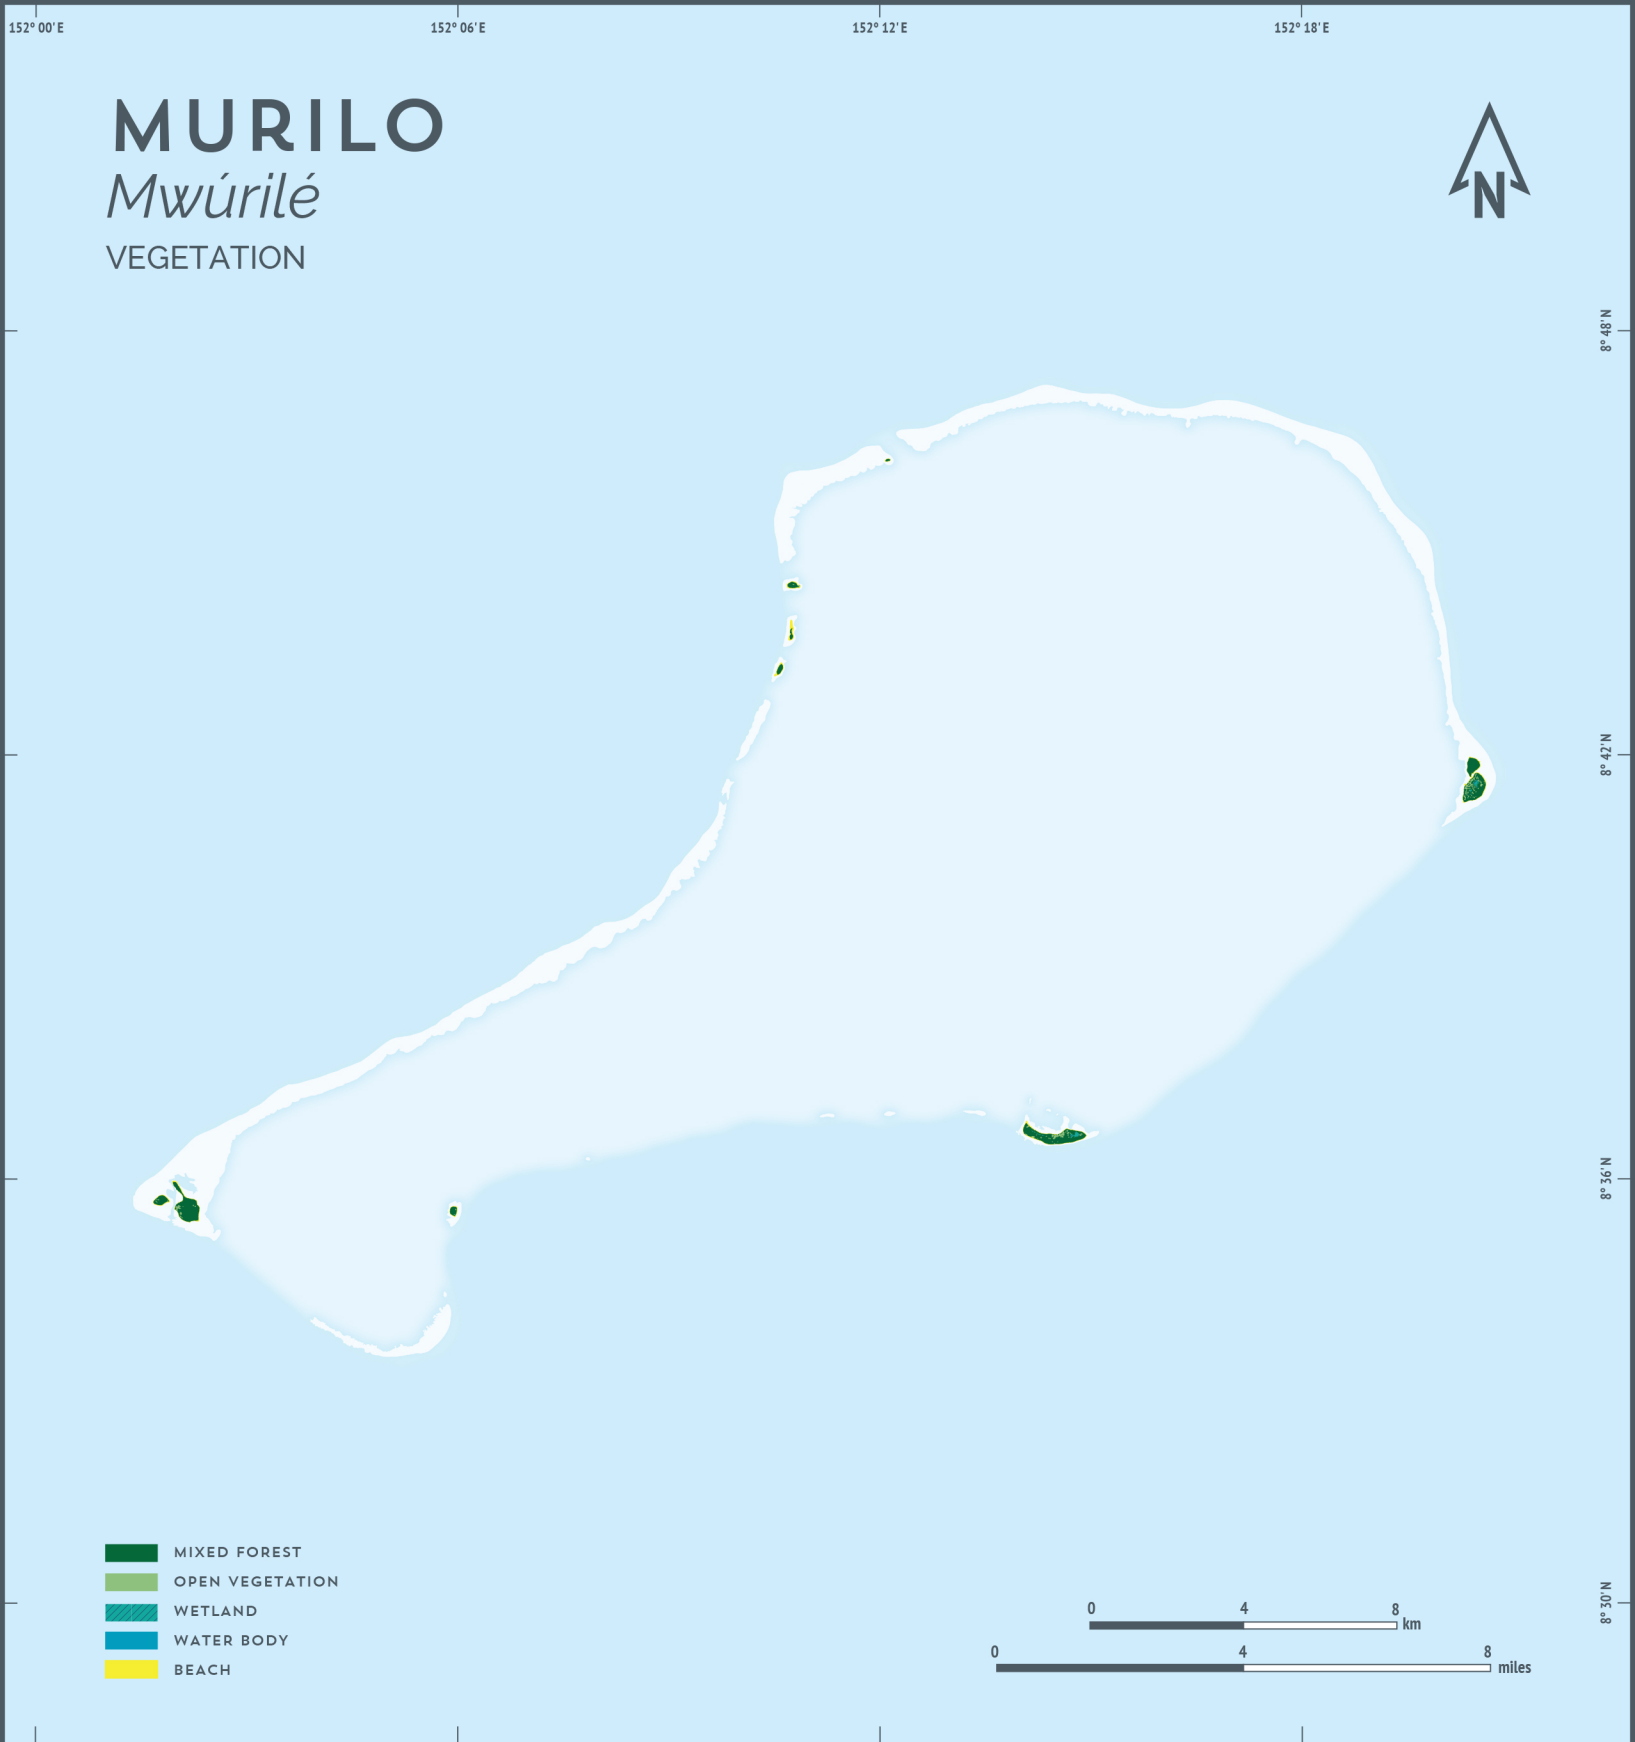 152° 00'E
152° 06'E
152° 12'E
152° 18'E
MURILO
Mwúrilé
VEGETATION
N
8° 48'N
8° 42'N
8° 36'N
8° 30'N
MIXED FOREST
OPEN VEGETATION
WETLAND
WATER BODY
BEACH
0 4 8 km
0 4 8 miles